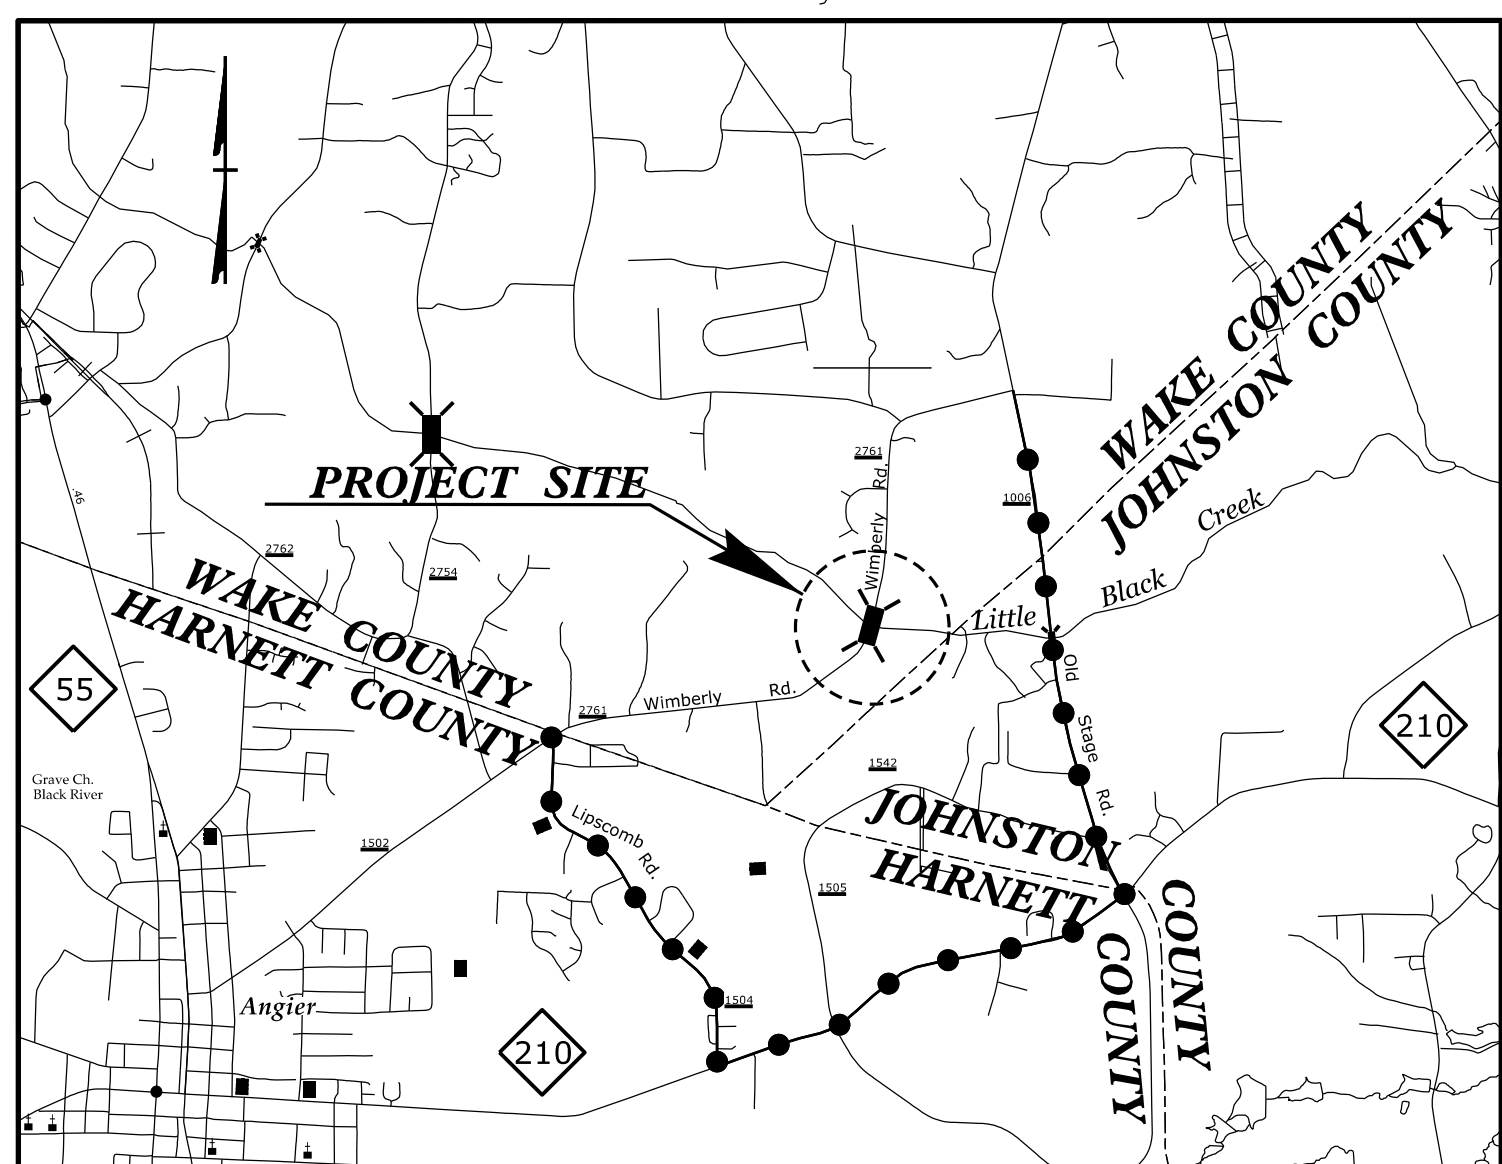 WAKE COUNTY
JOHNSTON COUNTY
2761
Wimberly Rd.
PROJECT SITE
1006
.46
Creek
2762
2754
Black
WAKE COUNTY
HARNETT COUNTY
Little
Old
Stage
Rd.
55
2761
Wimberly Rd.
210
Grave Ch.
Black River
1542
JOHNSTON
COUNTY
Lipscomb
Rd.
1502
HARNETT
COUNTY
1505
Angier
1504
210